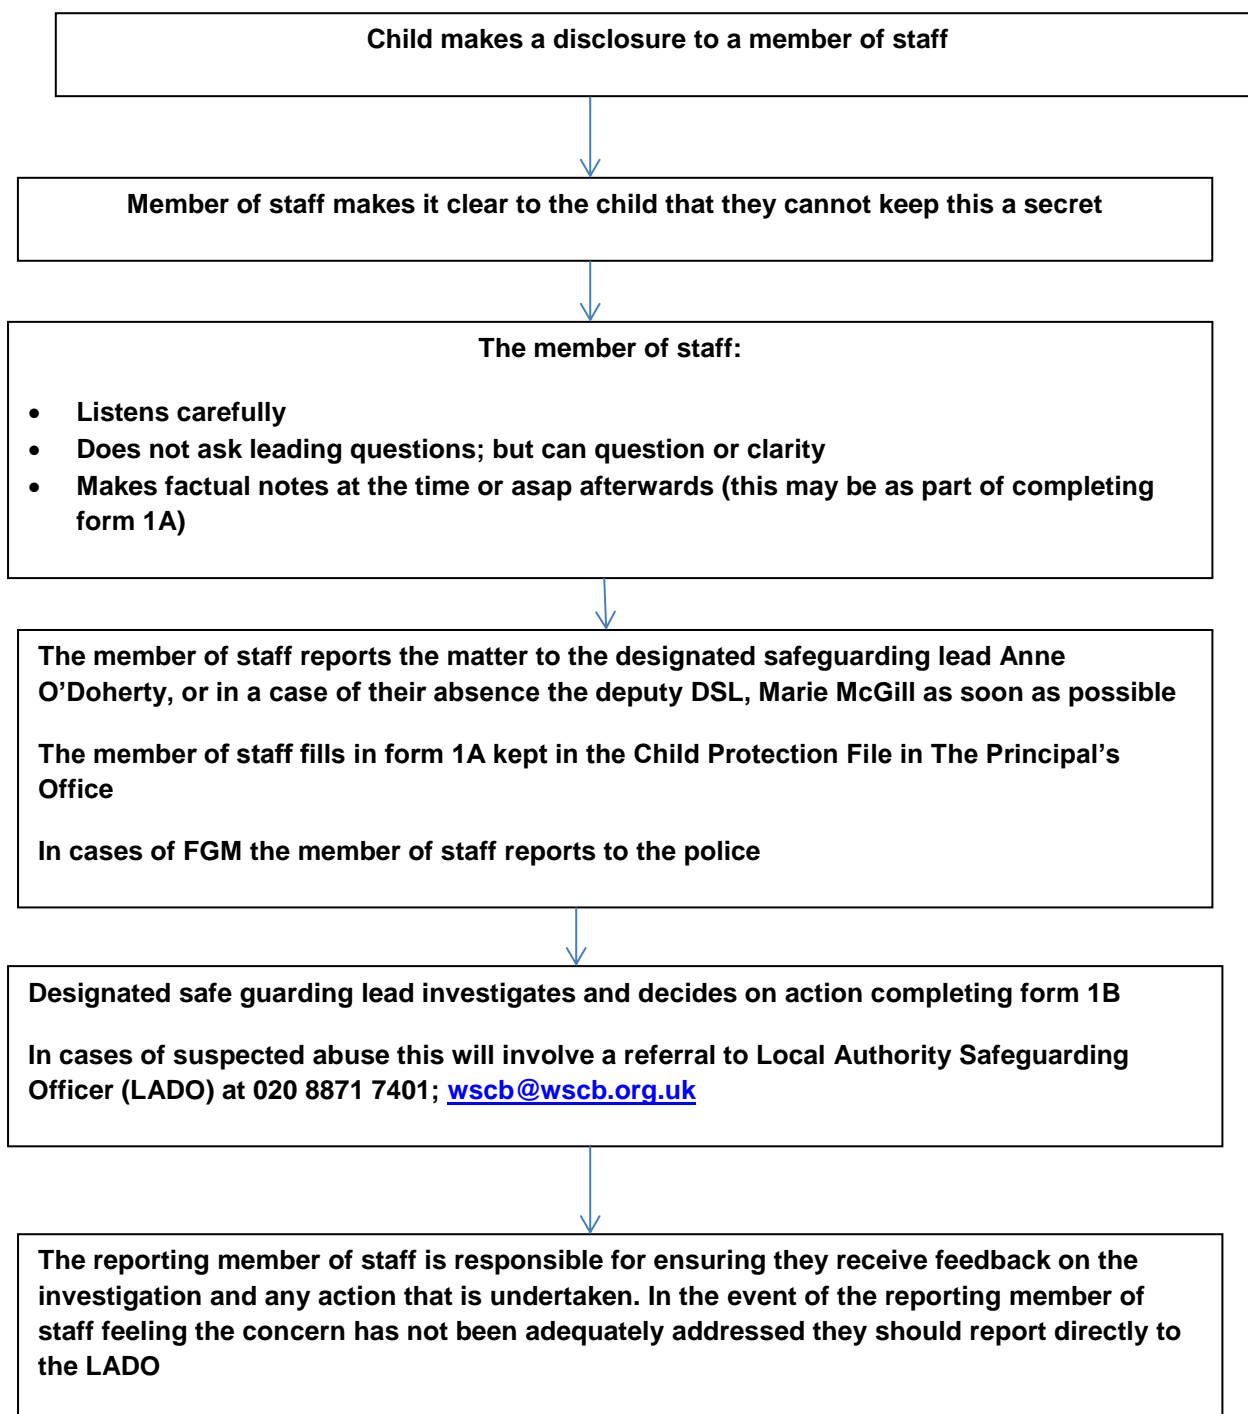 Child makes a disclosure to a member of staff
Member of staff makes it clear to the child that they cannot keep this a secret
The member of staff:
• Listens carefully
• Does not ask leading questions; but can question or clarity
• Makes factual notes at the time or asap afterwards (this may be as part of completing
form 1A)
The member of staff reports the matter to the designated safeguarding lead Anne
O’Doherty, or in a case of their absence the deputy DSL, Marie McGill as soon as possible
The member of staff fills in form 1A kept in the Child Protection File in The Principal’s
Office
In cases of FGM the member of staff reports to the police
Designated safe guarding lead investigates and decides on action completing form 1B
In cases of suspected abuse this will involve a referral to Local Authority Safeguarding
Officer (LADO) at 020 8871 7401; wscb@wscb.org.uk
The reporting member of staff is responsible for ensuring they receive feedback on the
investigation and any action that is undertaken. In the event of the reporting member of
staff feeling the concern has not been adequately addressed they should report directly to
the LADO